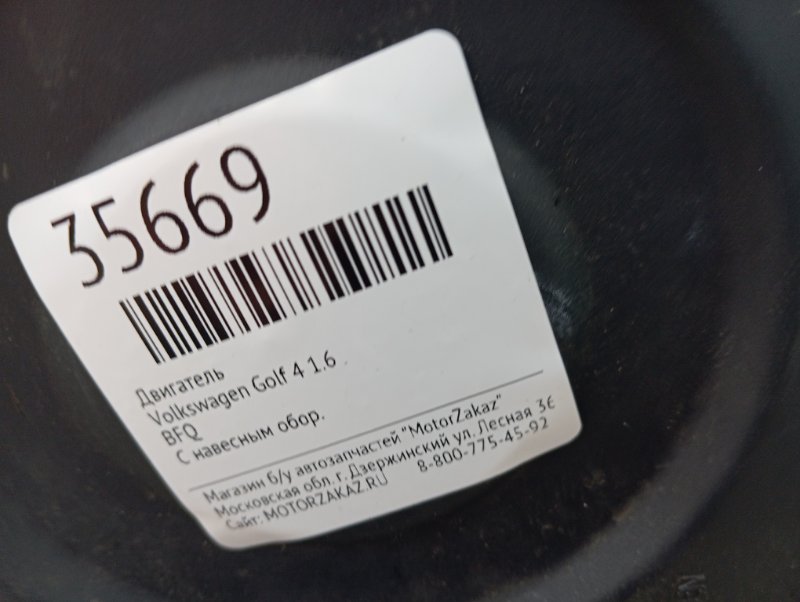 35669
Двигатель
Volkswagen Golf 4 1.6
BFQ
С навесным обор.
Магазин б/у автозапчастей "MotorZakaz"
Московская обл. г. Дзержинский ул. Лесная
Сайт: MOTORZAKAZ.RU 8-800-775-45-92